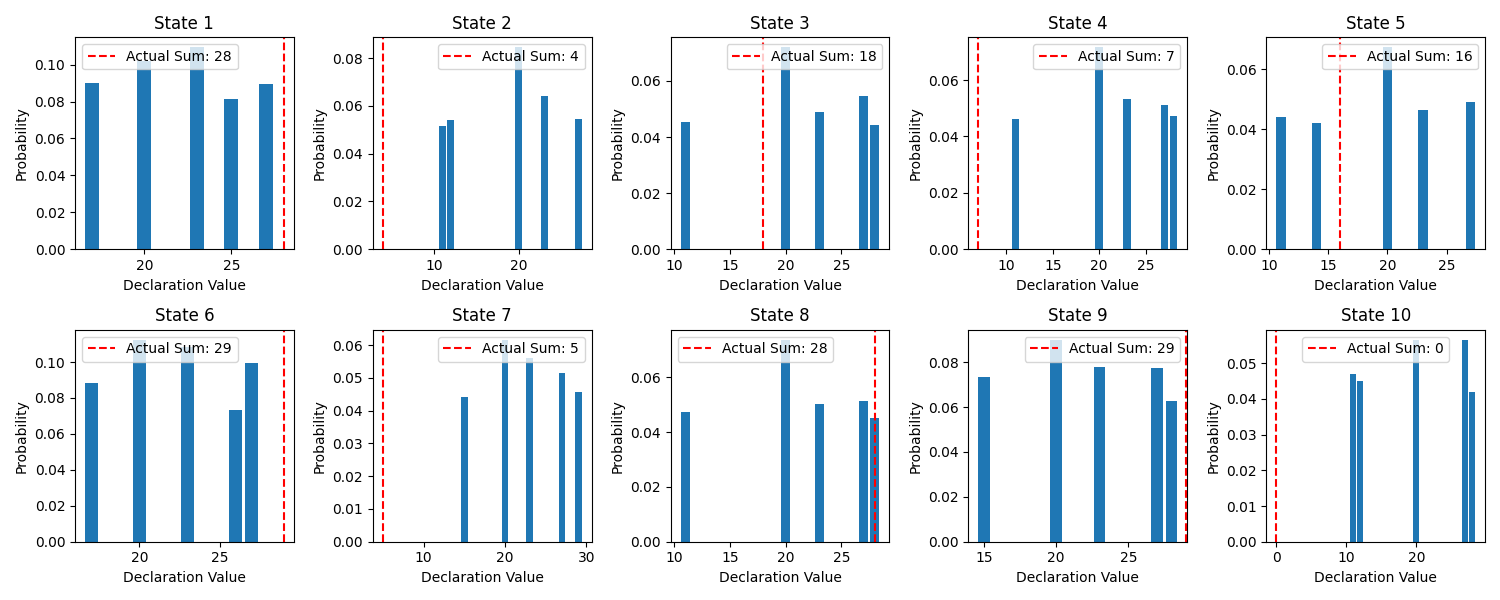 State 1
Actual Sum: 28
Probability
0.10
0.08
0.06
0.04
0.02
0.00
20 25
Declaration Value
State 2
Actual Sum: 4
Probability
0.08
0.06
0.04
0.02
0.00
10 20
Declaration Value
State 3
Actual Sum: 18
Probability
0.06
0.04
0.02
0.00
10 15 20 25
Declaration Value
State 4
Actual Sum: 7
Probability
0.06
0.04
0.02
0.00
10 15 20 25
Declaration Value
State 5
Actual Sum: 16
Probability
0.06
0.04
0.02
0.00
10 15 20 25
Declaration Value
State 6
Actual Sum: 29
Probability
0.10
0.08
0.06
0.04
0.02
0.00
20 25
Declaration Value
State 7
Actual Sum: 5
Probability
0.06
0.05
0.04
0.03
0.02
0.01
0.00
10 20 30
Declaration Value
State 8
Actual Sum: 28
Probability
0.06
0.04
0.02
0.00
10 15 20 25
Declaration Value
State 9
Actual Sum: 29
Probability
0.08
0.06
0.04
0.02
0.00
15 20 25
Declaration Value
State 10
Actual Sum: 0
Probability
0.05
0.04
0.03
0.02
0.01
0.00
0 10 20
Declaration Value